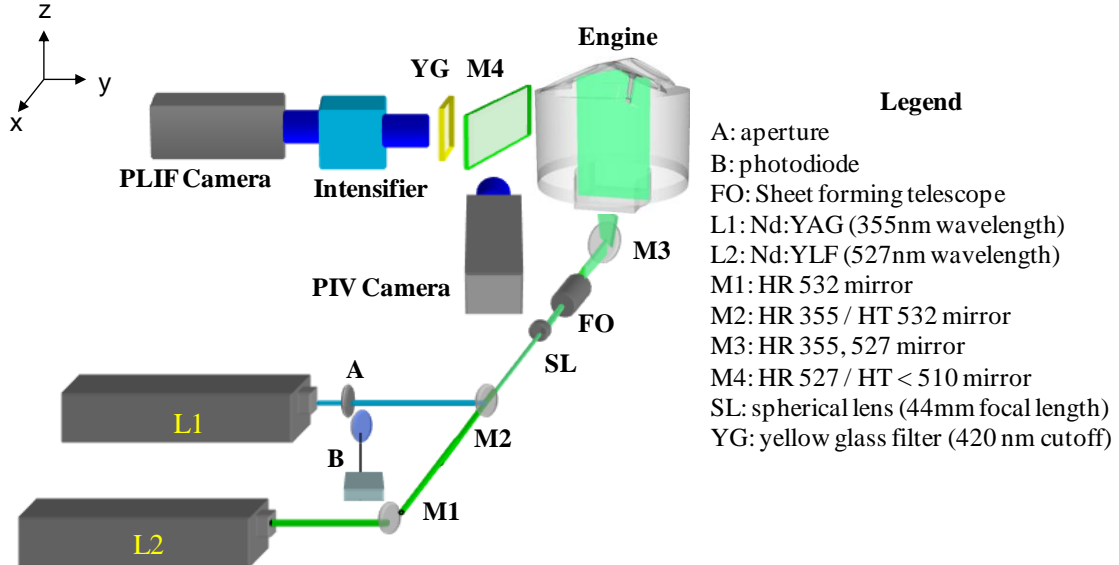 z
y
x
Engine
YG
M4
PLIF Camera
Intensifier
M3
PIV Camera
FO
SL
A
L1
M2
B
M1
L2
Legend
A: aperture
B: photodiode
FO: Sheet forming telescope
L1: Nd:YAG (355nm wavelength)
L2: Nd:YLF (527nm wavelength)
M1: HR 532 mirror
M2: HR 355 / HT 532 mirror
M3: HR 355, 527 mirror
M4: HR 527 / HT < 510 mirror
SL: spherical lens (44mm focal length)
YG: yellow glass filter (420 nm cutoff)